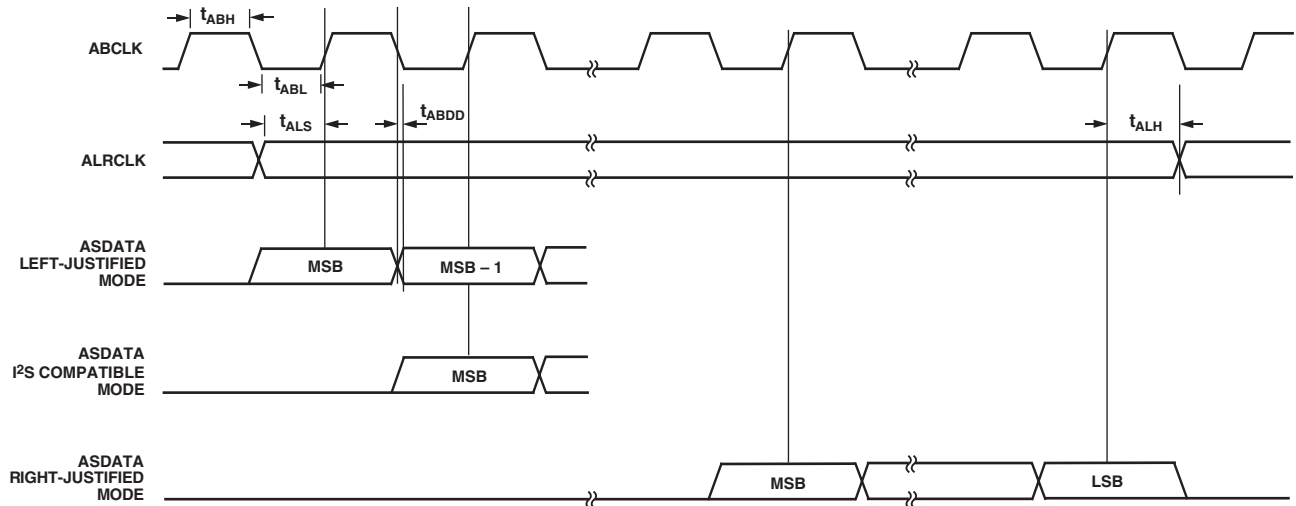 tABH
ABCLK
tABL
tABDD
tALS
tALH
ALRCLK
ASDATA
LEFT-JUSTIFIED
MODE
MSB
MSB – 1
ASDATA
I²S COMPATIBLE
MODE
MSB
ASDATA
RIGHT-JUSTIFIED
MODE
MSB
LSB